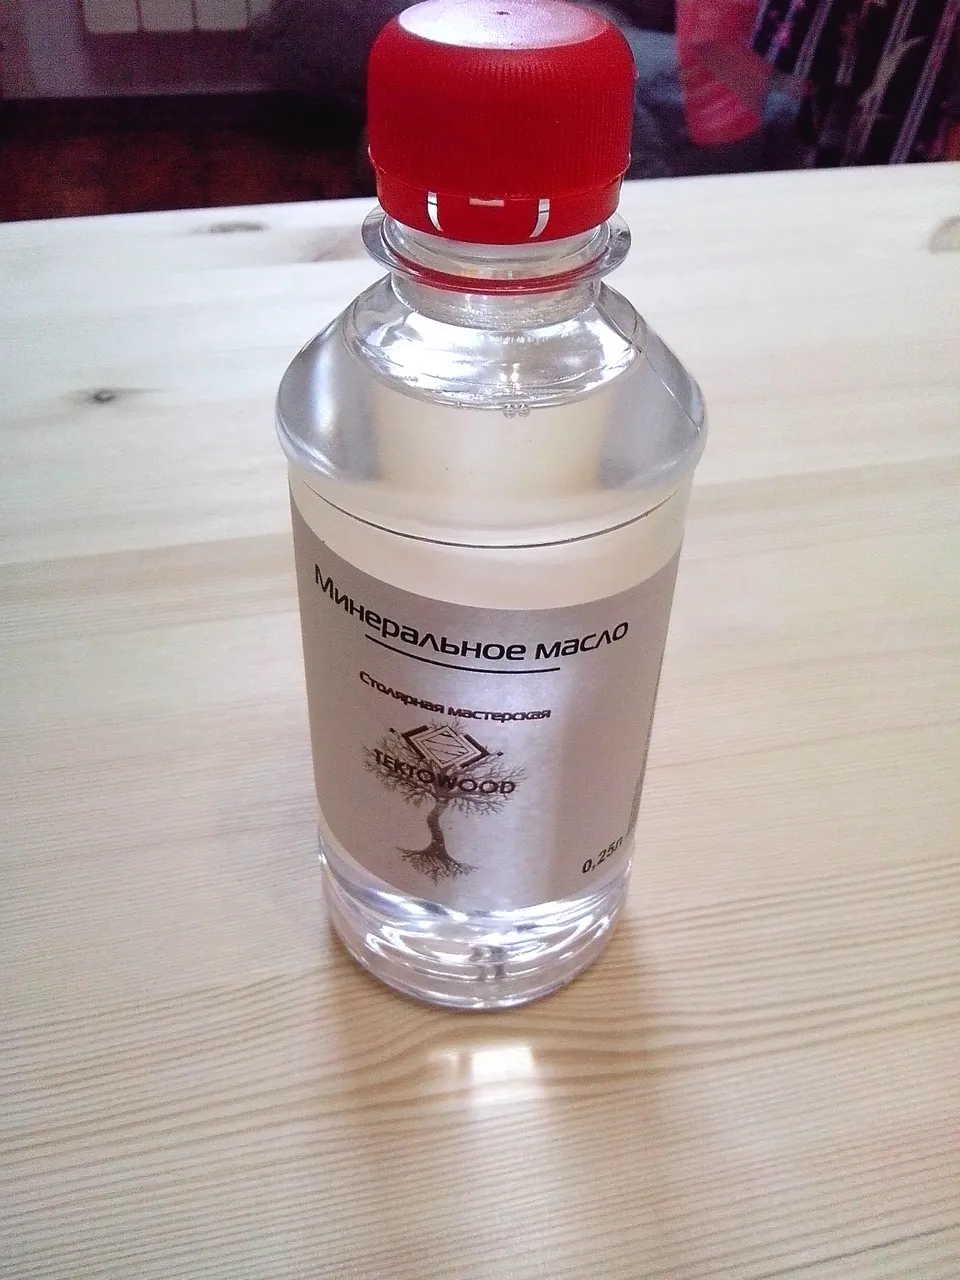 Минеральное масло
Столярная мастерская
TEKTOWOOD
0,25л